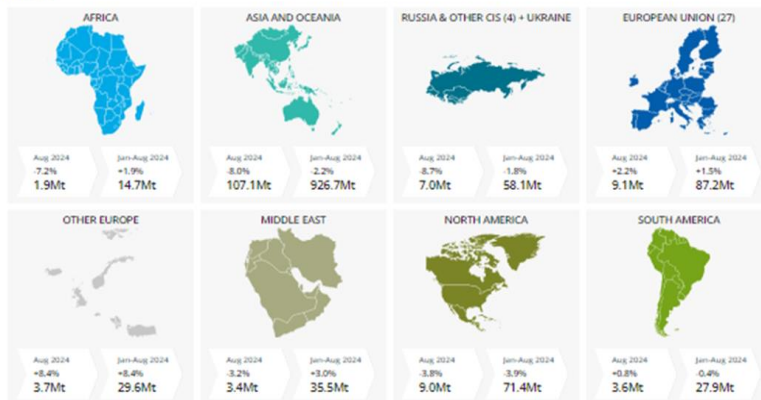 AFRICA
Aug 2024 Jan-Aug 2024
-7.2% +1.9%
1.9Mt 14.7Mt
ASIA AND OCEANIA
Aug 2024 Jan-Aug 2024
-8.0% -2.2%
107.1Mt 926.7Mt
RUSSIA & OTHER CIS (4) + UKRAINE
Aug 2024 Jan-Aug 2024
-8.7% -1.8%
7.0Mt 58.1Mt
EUROPEAN UNION (27)
Aug 2024 Jan-Aug 2024
+2.2% +1.5%
9.1Mt 87.2Mt
OTHER EUROPE
Aug 2024 Jan-Aug 2024
+8.4% +8.4%
3.7Mt 29.6Mt
MIDDLE EAST
Aug 2024 Jan-Aug 2024
-3.2% +3.0%
3.4Mt 35.5Mt
NORTH AMERICA
Aug 2024 Jan-Aug 2024
-3.8% -3.9%
9.0Mt 71.4Mt
SOUTH AMERICA
Aug 2024 Jan-Aug 2024
+0.8% -0.4%
3.6Mt 27.9Mt